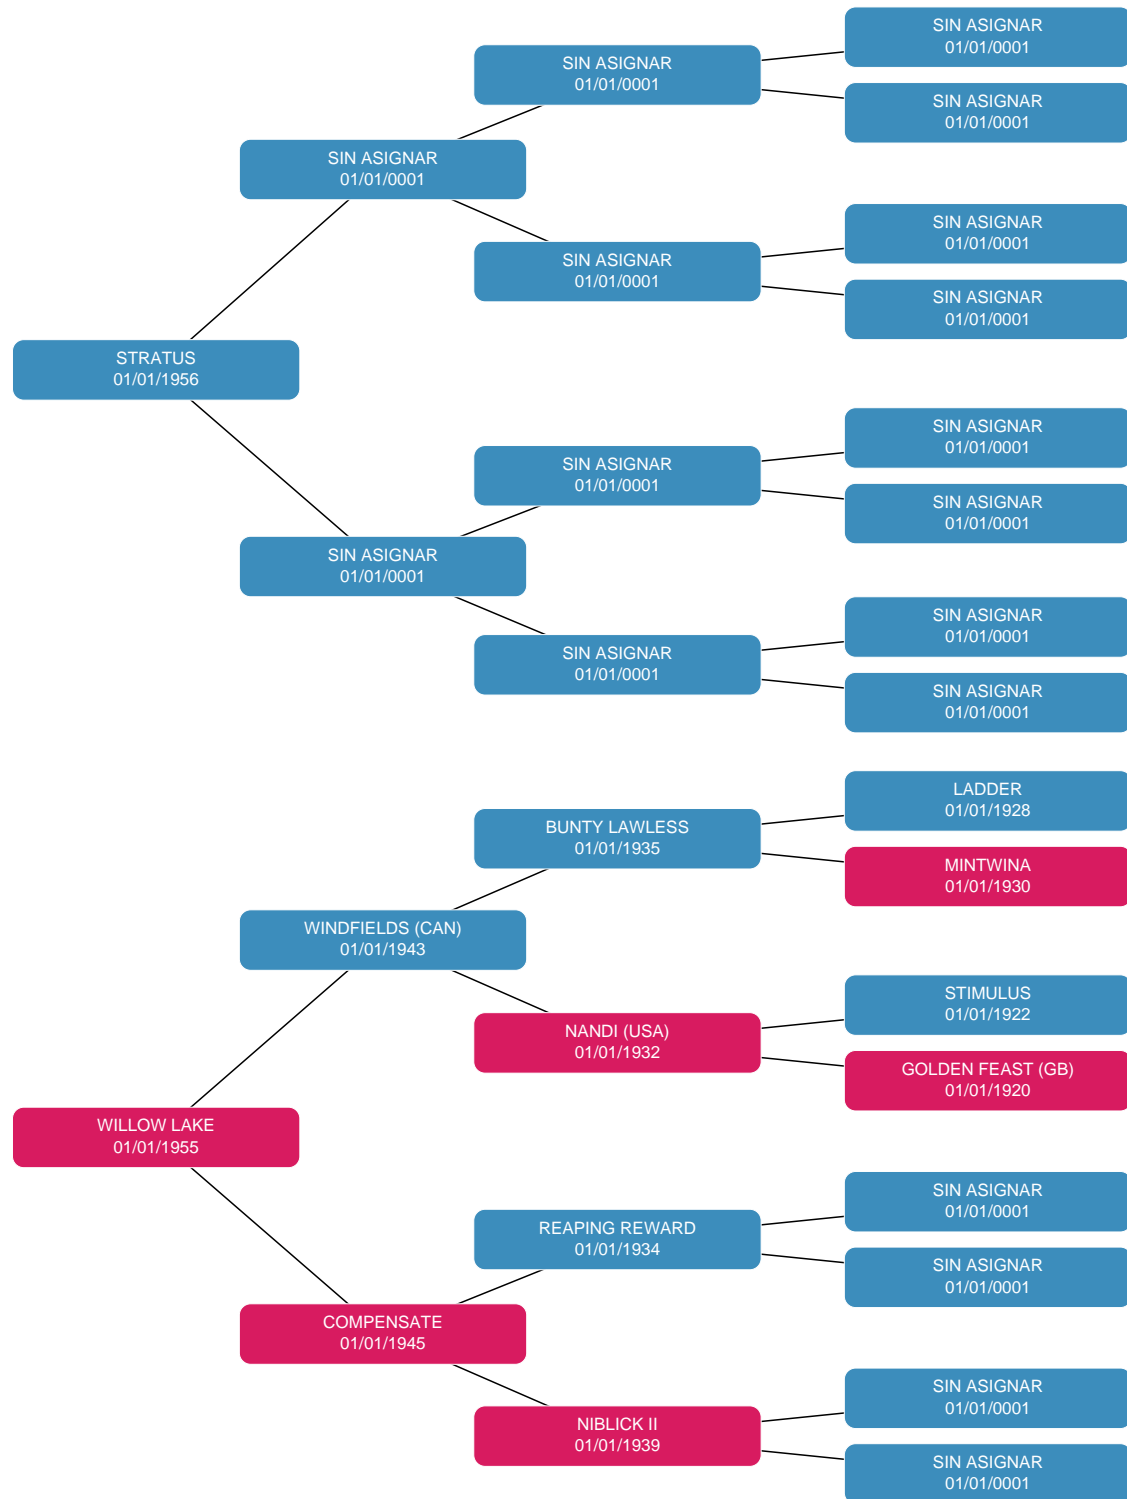 SIN ASIGNAR
01/01/0001
SIN ASIGNAR
01/01/0001
SIN ASIGNAR
01/01/0001
SIN ASIGNAR
01/01/0001
SIN ASIGNAR
01/01/0001
SIN ASIGNAR
01/01/0001
SIN ASIGNAR
01/01/0001
STRATUS
01/01/1956
SIN ASIGNAR
01/01/0001
SIN ASIGNAR
01/01/0001
SIN ASIGNAR
01/01/0001
SIN ASIGNAR
01/01/0001
SIN ASIGNAR
01/01/0001
SIN ASIGNAR
01/01/0001
SIN ASIGNAR
01/01/0001
LADDER
01/01/1928
BUNTY LAWLESS
01/01/1935
MINTWINA
01/01/1930
WINDFIELDS (CAN)
01/01/1943
STIMULUS
01/01/1922
NANDI (USA)
01/01/1932
GOLDEN FEAST (GB)
01/01/1920
WILLOW LAKE
01/01/1955
SIN ASIGNAR
01/01/0001
REAPING REWARD
01/01/1934
SIN ASIGNAR
01/01/0001
COMPENSATE
01/01/1945
SIN ASIGNAR
01/01/0001
NIBLICK II
01/01/1939
SIN ASIGNAR
01/01/0001